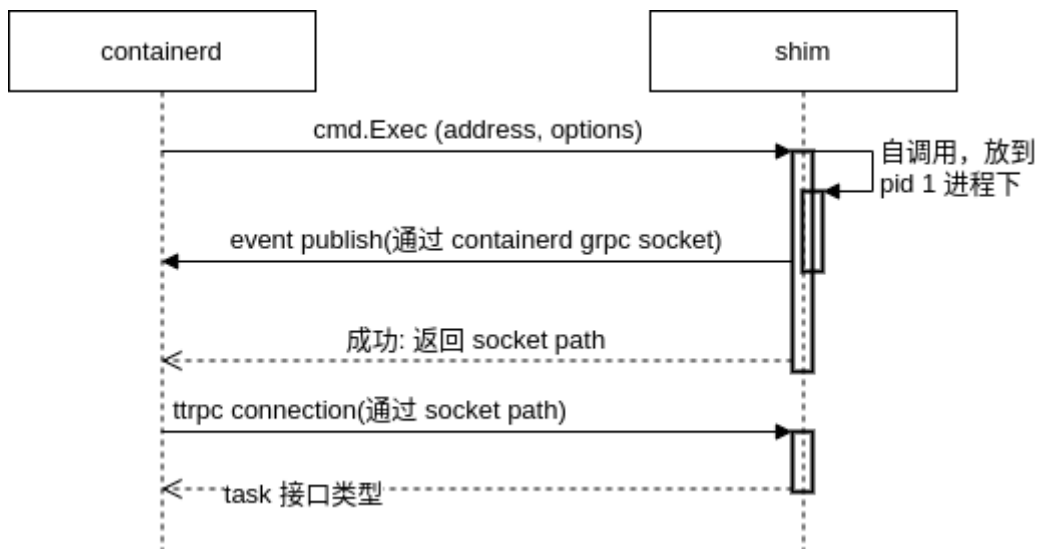 containerd
shim
cmd.Exec (address, options)
自调用，放到
pid 1 进程下
event publish(通过 containerd grpc socket)
成功: 返回 socket path
ttrpc connection(通过 socket path)
task 接口类型